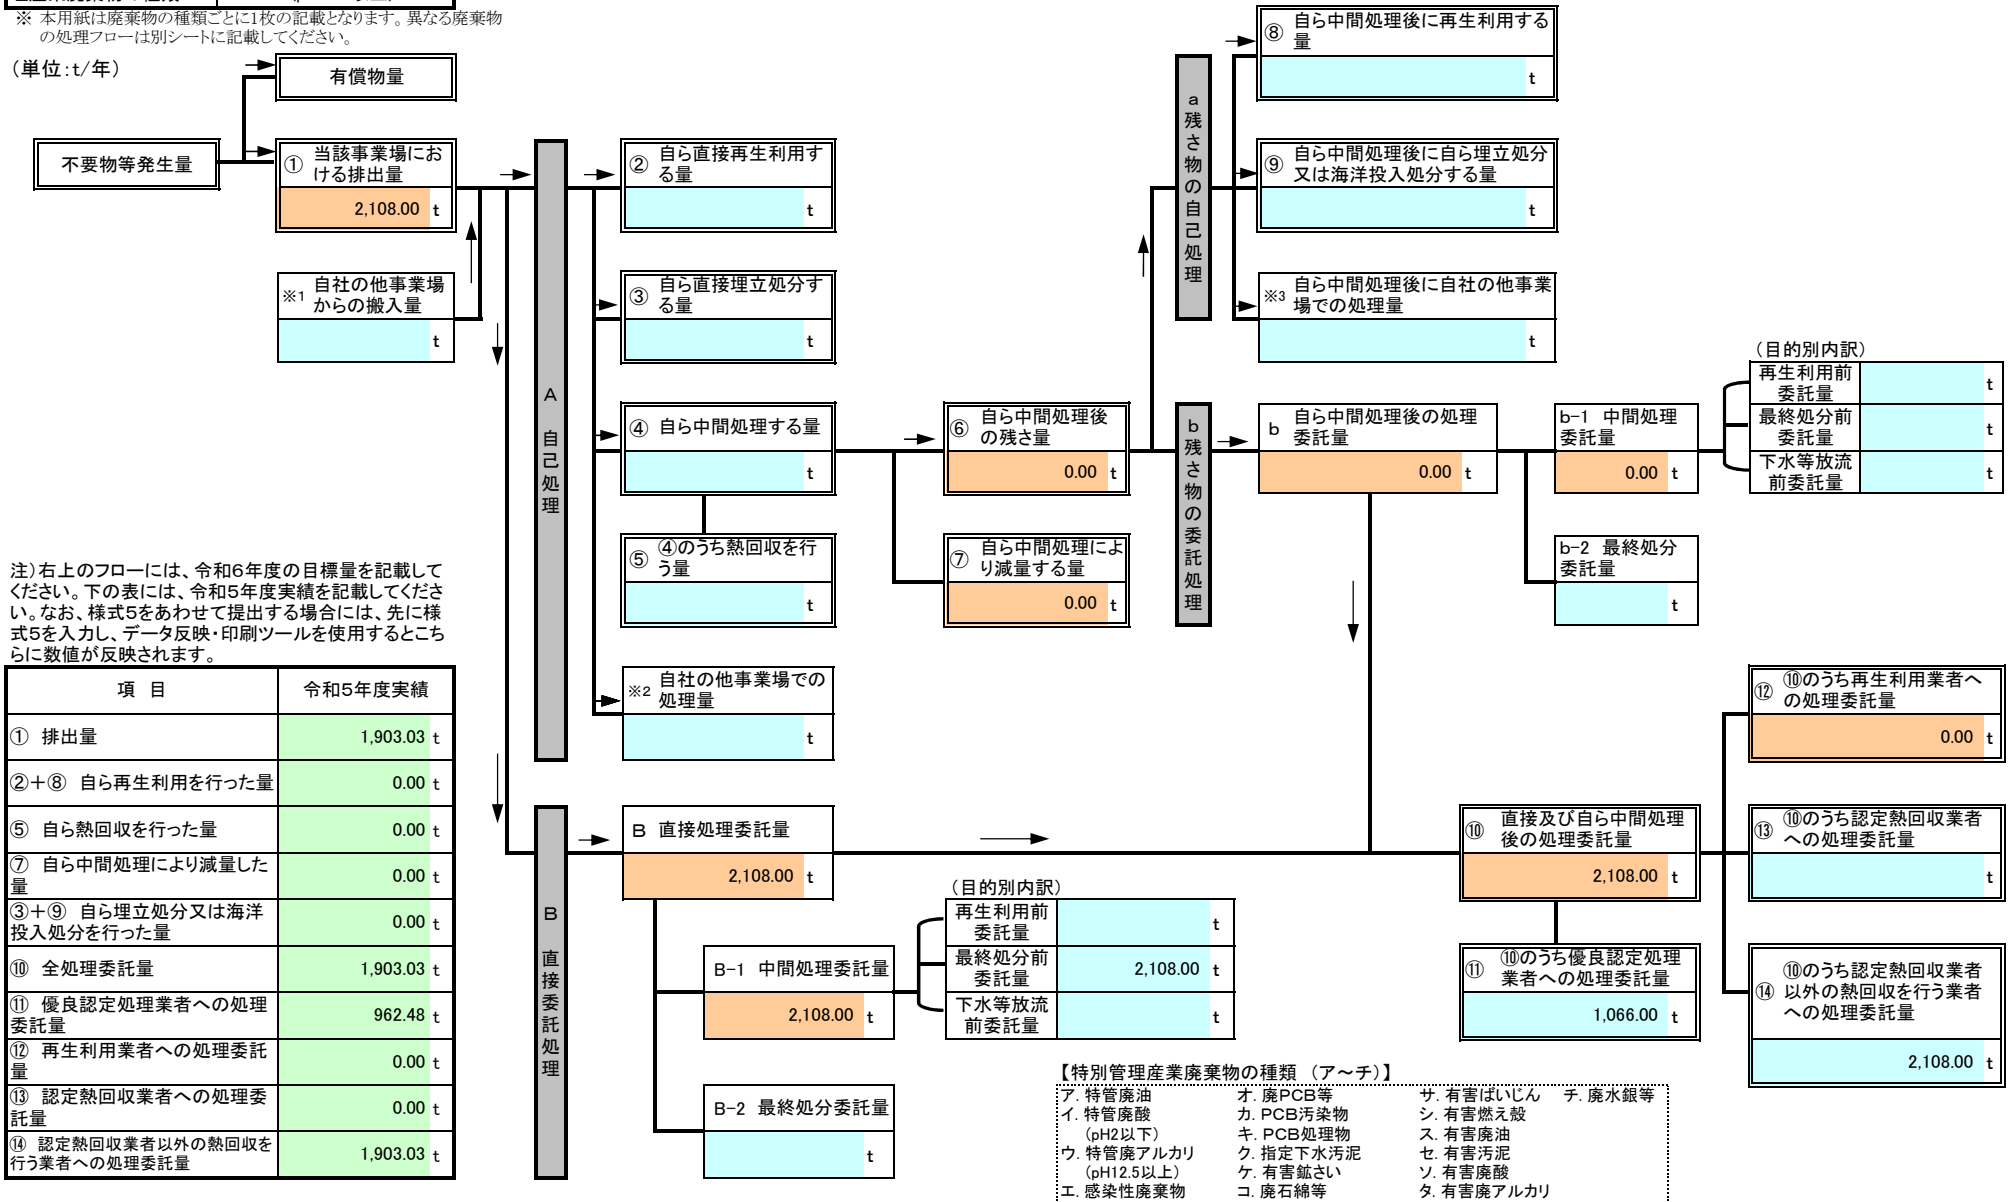 ※ 本用紙は廃棄物の種類ごとに1枚の記載となります。異なる廃棄物
の処理フローは別シートに記載してください。
（単位:t/年）
有償物量
不要物等発生量
① 当該事業場にお
ける排出量
2,108.00 t
※1 自社の他事業場
からの搬入量
t
A 自己処理
② 自ら直接再生利用す
る量
t
③ 自ら直接埋立処分す
る量
t
④ 自ら中間処理する量
t
⑤ ④のうち熱回収を行
う量
t
※2 自社の他事業場での
処理量
t
⑥ 自ら中間処理後
の残さ量
0.00 t
⑦ 自ら中間処理によ
り減量する量
0.00 t
a 残さ物の自己処理
⑧ 自ら中間処理後に再生利用する
量
t
⑨ 自ら中間処理後に自ら埋立処分
又は海洋投入処分する量
t
※3 自ら中間処理後に自社の他事業
場での処理量
t
b 残さ物の委託処理
b 自ら中間処理後の処理
委託量
0.00 t
b-1 中間処理
委託量
0.00 t
（目的別内訳）
再生利用前
委託量
t
最終処分前
委託量
t
下水等放流
前委託量
t
b-2 最終処分
委託量
t
注）右上のフローには、令和6年度の目標量を記載して
ください。下の表には、令和5年度実績を記載してくださ
い。なお、様式5をあわせて提出する場合には、先に様
式5を入力し、データ反映・印刷ツールを使用するとこち
らに数値が反映されます。
項 目 令和5年度実績
① 排出量 1,903.03 t
②＋⑧ 自ら再生利用を行った量 0.00 t
⑤ 自ら熱回収を行った量 0.00 t
⑦ 自ら中間処理により減量した
量 0.00 t
③＋⑨ 自ら埋立処分又は海洋
投入処分を行った量 0.00 t
⑩ 全処理委託量 1,903.03 t
⑪ 優良認定処理業者への処理
委託量 962.48 t
⑫ 再生利用業者への処理委託
量 0.00 t
⑬ 認定熱回収業者への処理委
託量 0.00 t
⑭ 認定熱回収業者以外の熱回収を
行う業者への処理委託量 1,903.03 t
B 直接委託処理
B 直接処理委託量
2,108.00 t
B-1 中間処理委託量
2,108.00 t
（目的別内訳）
再生利用前
委託量
t
最終処分前
委託量
2,108.00 t
下水等放流
前委託量
t
B-2 最終処分委託量
t
⑩ 直接及び自ら中間処理
後の処理委託量
2,108.00 t
⑪ ⑩のうち優良認定処理
業者への処理委託量
1,066.00 t
⑫ ⑩のうち再生利用業者へ
の処理委託量
0.00 t
⑬ ⑩のうち認定熱回収業者
への処理委託量
t
⑭ ⑩のうち認定熱回収業者
以外の熱回収を行う業者
への処理委託量
2,108.00 t
【特別管理産業廃棄物の種類 （ア～チ）】
ア. 特管廃油 オ. 廃PCB等 サ. 有害ばいじん チ. 廃水銀等
イ. 特管廃酸 カ. PCB汚染物 シ. 有害燃え殻
（pH2以下） キ. PCB処理物 ス. 有害廃油
ウ. 特管廃アルカリ ク. 指定下水汚泥 セ. 有害汚泥
（pH12.5以上） ケ. 有害鉱さい ソ. 有害廃酸
エ. 感染性廃棄物 コ. 廃石綿等 タ. 有害廃アルカリ